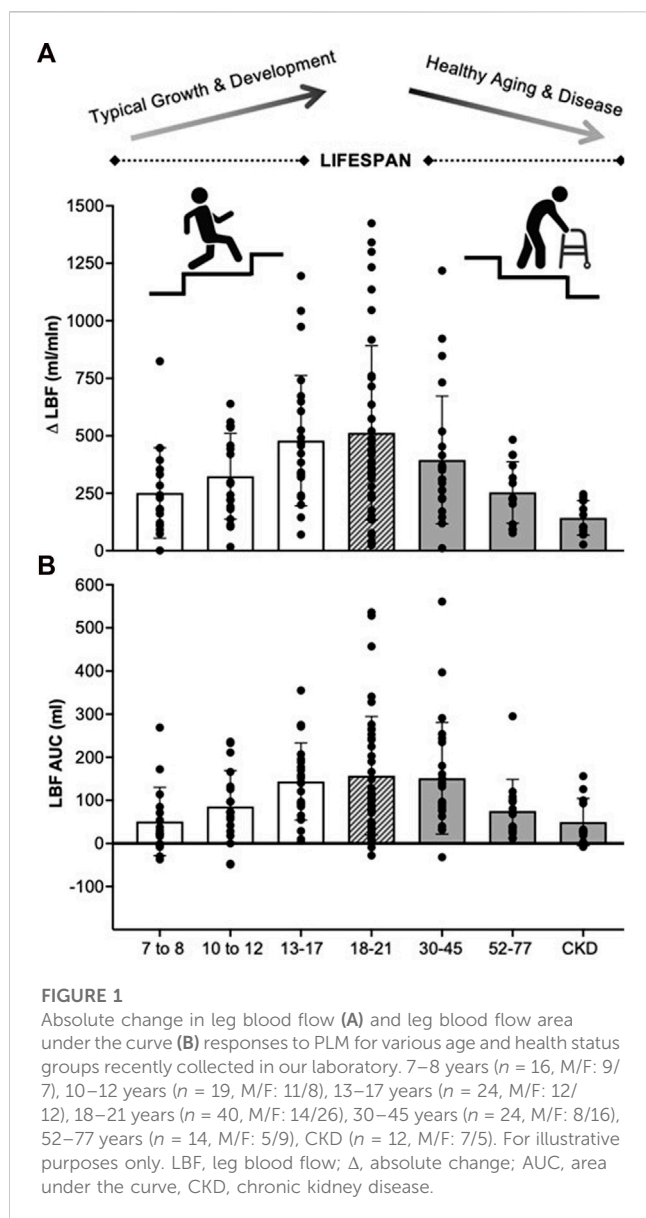 A
Typical Growth & Development
Healthy Aging & Disease
LIFESPAN
1500
1250
1000
750
500
250
0
Δ LBF (ml/mln)
B
600
500
400
300
200
100
0
-100
LBF AUC (ml)
7 to 8 10 to 12 13-17 18-21 30-45 52-77 CKD
FIGURE 1
Absolute change in leg blood flow (A) and leg blood flow area
under the curve (B) responses to PLM for various age and health status
groups recently collected in our laboratory. 7–8 years (n = 16, M/F: 9/
7), 10–12 years (n = 19, M/F: 11/8), 13–17 years (n = 24, M/F: 12/
12), 18–21 years (n = 40, M/F: 14/26), 30–45 years (n = 24, M/F: 8/16),
52–77 years (n = 14, M/F: 5/9), CKD (n = 12, M/F: 7/5). For illustrative
purposes only. LBF, leg blood flow; Δ, absolute change; AUC, area
under the curve, CKD, chronic kidney disease.